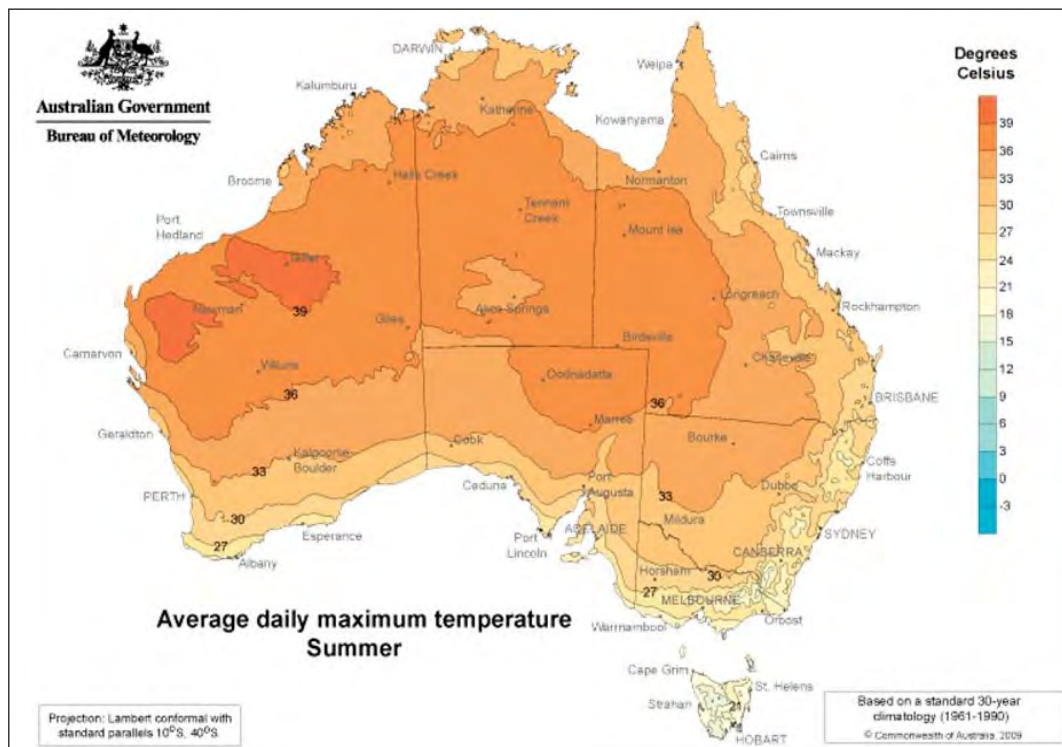 Australian Government
Bureau of Meteorology
Degrees
Celsius
39
36
33
30
27
24
21
18
15
12
9
6
3
0
-3
DARWIN
Weipa
Kalumburu
Katherine
Kowanyama
Cairns
Broome
Halls Creek
Normanton
Tennant
Creek
Townsville
Port
Hedland
Mount Isa
Mackay
Telfer
Newman
39
Alice Springs
Longreach
Rockhampton
Giles
Carnarvon
Birdsville
Charleville
Wiluna
Oodnadatta
36
36
BRISBANE
Marree
Geraldton
Cook
Bourke
Kalgoorlie
Boulder
33
Coffs
Harbour
PERTH
Ceduna
Port
Augusta
33
Dubbo
30
Esperance
ADELAIDE
Mildura
SYDNEY
27
Albany
Port
Lincoln
CANBERRA
Horsham
30
27
MELBOURNE
Orbost
Warrnambool
Average daily maximum temperature
Summer
Cape Grim
St. Helens
Strahan
21
HOBART
Projection: Lambert conformal with
standard parallels 10°S, 40°S.
Based on a standard 30-year
climatology (1961-1990)
© Commonwealth of Australia, 2009